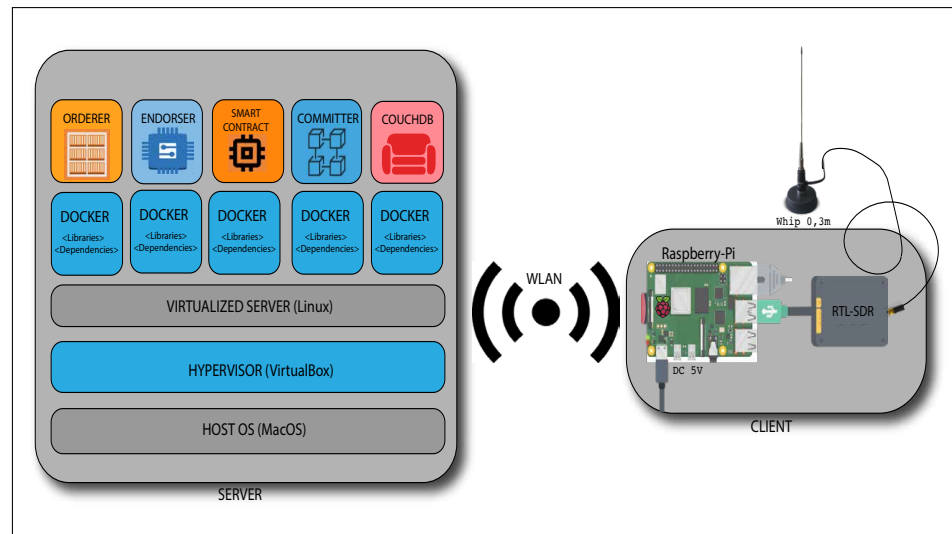 ORDERER
ENDORSER
SMART
CONTRACT
COMMITTER
COUCHDB
DOCKER
<Libraries>
<Dependencies>
DOCKER
<Libraries>
<Dependencies>
DOCKER
<Libraries>
<Dependencies>
DOCKER
<Libraries>
<Dependencies>
DOCKER
<Libraries>
<Dependencies>
VIRTUALIZED SERVER (Linux)
HYPERVISOR (VirtualBox)
HOST OS (MacOS)
SERVER
WLAN
Whip 0,3m
Raspberry-Pi
RTL-SDR
DC 5V
CLIENT